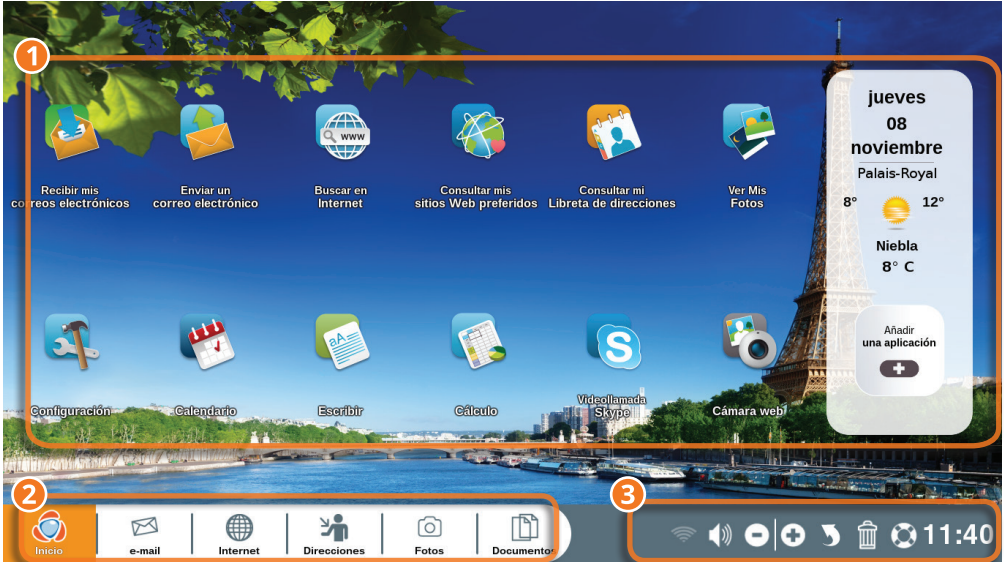 1
jueves
08
noviembre
Palais-Royal
8°
12°
Niebla
8° C
www
Recibir mis
correos electrónicos
Enviar un
correo electrónico
Buscar en
Internet
Consultar mis
sitios Web preferidos
Consultar mi
Libreta de direcciones
Ver Mis
Fotos
aA
S
Añadir
una aplicación
Configuración
Calendario
Escribir
Cálculo
Videollamada
Skype
Cámara web
2
Inicio
e-mail
Internet
Direcciones
Fotos
Documentos
3
11:40